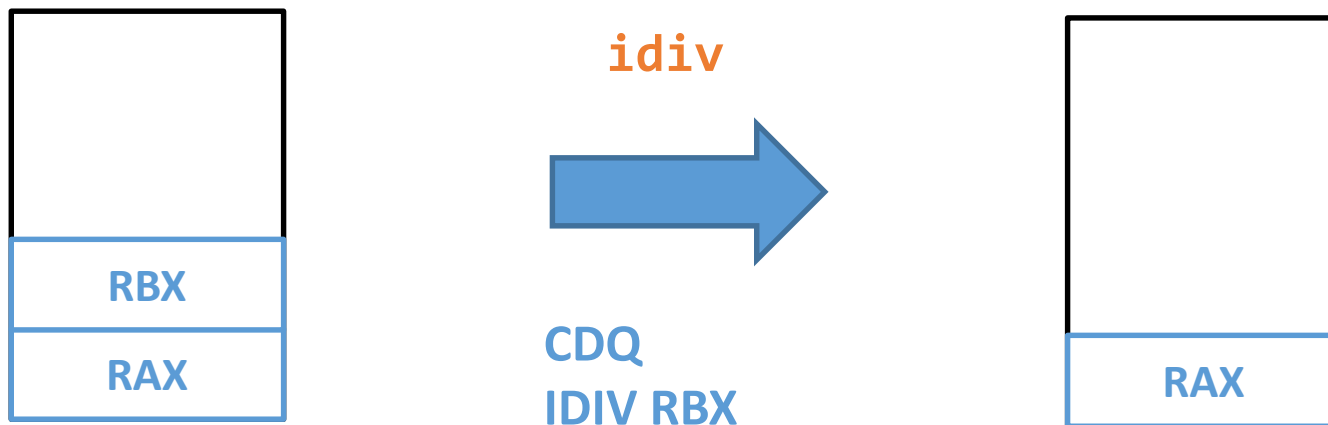 idiv
RBX
RAX
CDQ
IDIV RBX
RAX